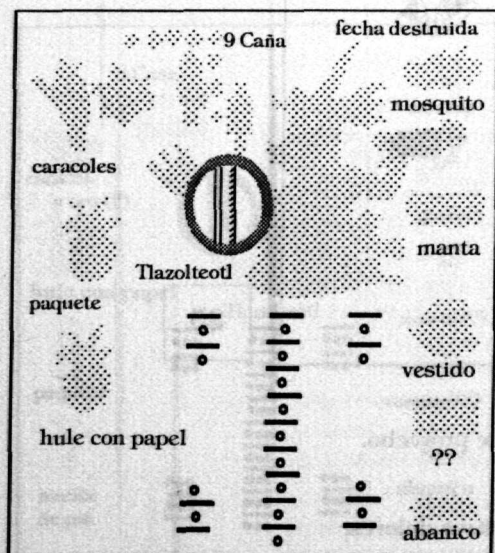 9 Caña
fecha destruida
mosquito
caracoles
manta
Tlazolteotl
paquete
vestido
hule con papel
??
abanico